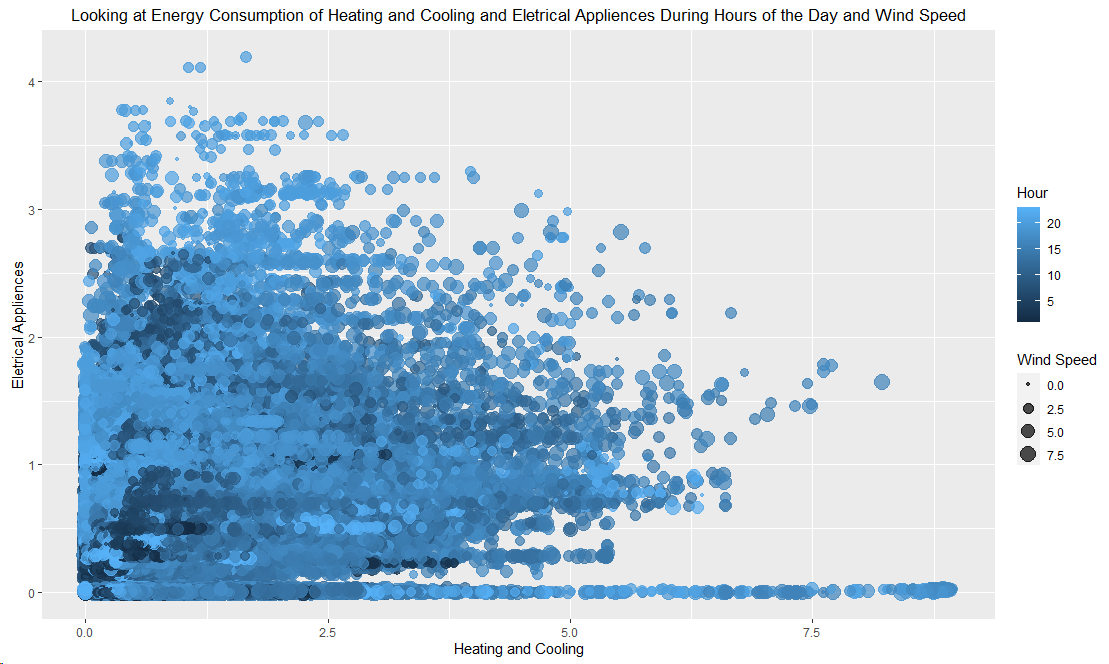 Looking at Energy Consumption of Heating and Cooling and Eletrical Appliences During Hours of the Day and Wind Speed
4
3
2
1
0
Eletrical Appliences
0.0 2.5 5.0 7.5
Heating and Cooling
Hour
20
15
10
5
Wind Speed
0.0
2.5
5.0
7.5